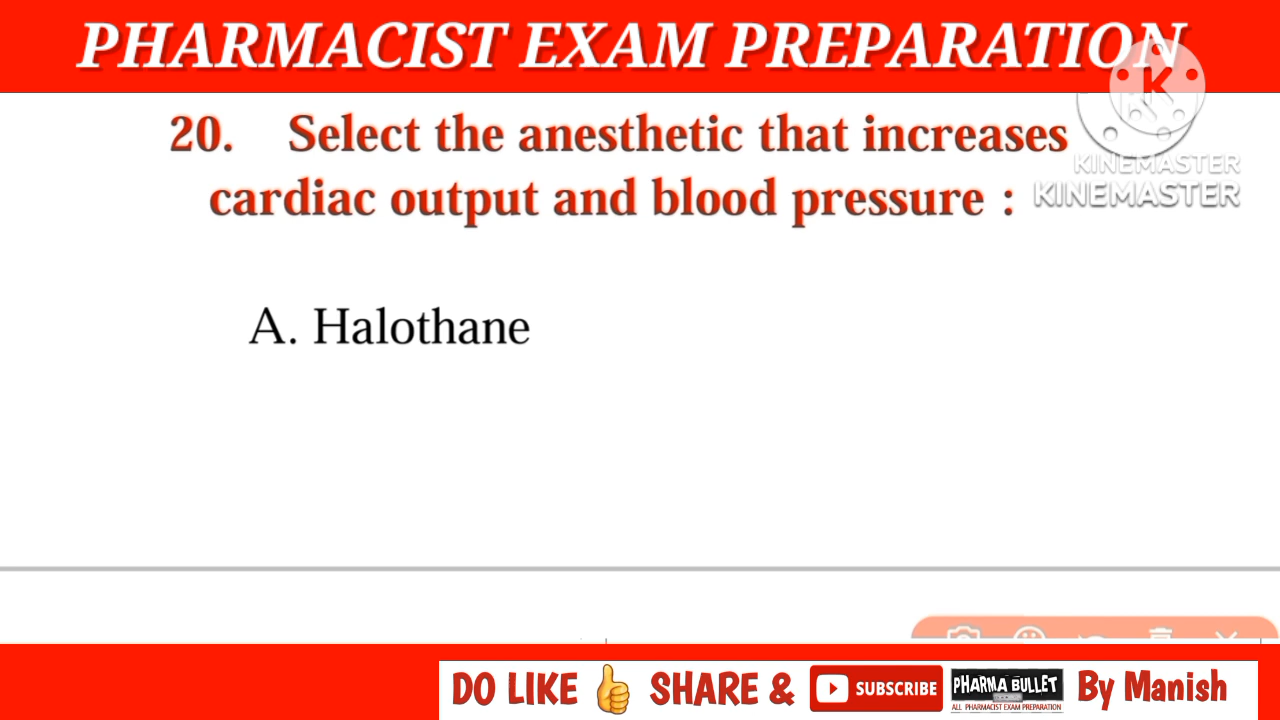 PHARMACIST EXAM PREPARATION
K
20. Select the anesthetic that increases
KINEMASTER
cardiac output and blood pressure :
KINEMASTER
A. Halothane
DO LIKE SHARE & SUBSCRIBE PHARMA BULLET By Manish
ALL PHARMACIST EXAM PREPARATION